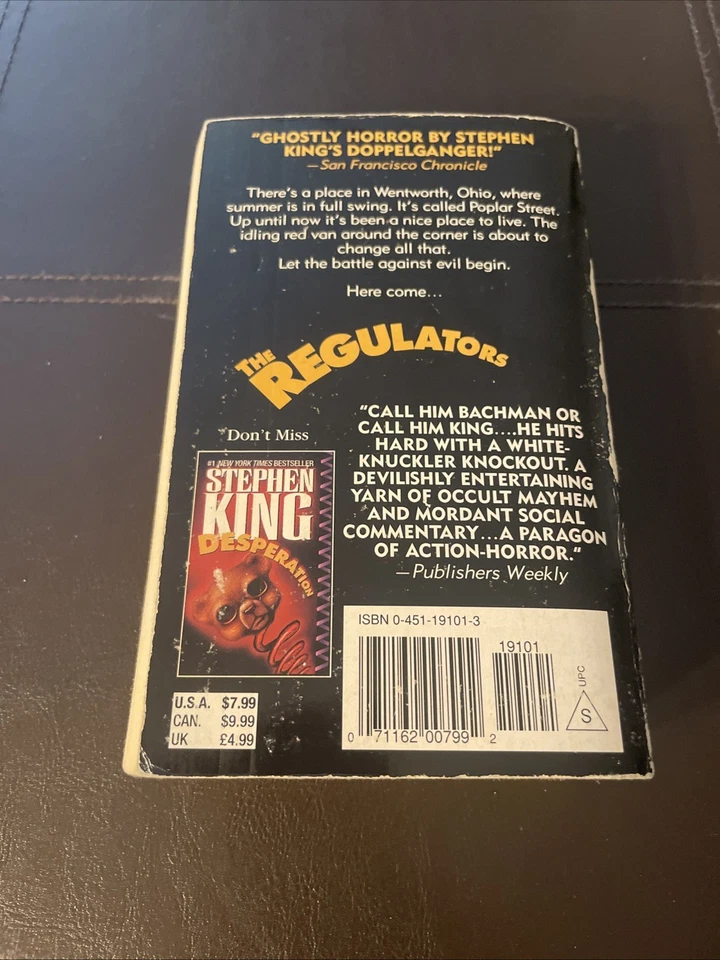 "GHOSTLY HORROR BY STEPHEN
KING'S DOPPELGANGER!"
—San Francisco Chronicle
There's a place in Wentworth, Ohio, where
summer is in full swing. It's called Poplar Street.
Up until now it's been a nice place to live. The
idling red van around the corner is about to
change all that.
Let the battle against evil begin.
Here come...
THE REGULATORS
Don't Miss
#1 NEW YORK TIMES BESTSELLER
STEPHEN
KING
DESPERATION
"CALL HIM BACHMAN OR
CALL HIM KING....HE HITS
HARD WITH A WHITE-
KNUCKLER KNOCKOUT. A
DEVILISHLY ENTERTAINING
YARN OF OCCULT MAYHEM
AND MORDANT SOCIAL
COMMENTARY...A PARAGON
OF ACTION-HORROR."
—Publishers Weekly
U.S.A. $7.99
CAN. $9.99
UK £4.99
ISBN 0-451-19101-3
19101
0 71162 00799 2
UPC
S